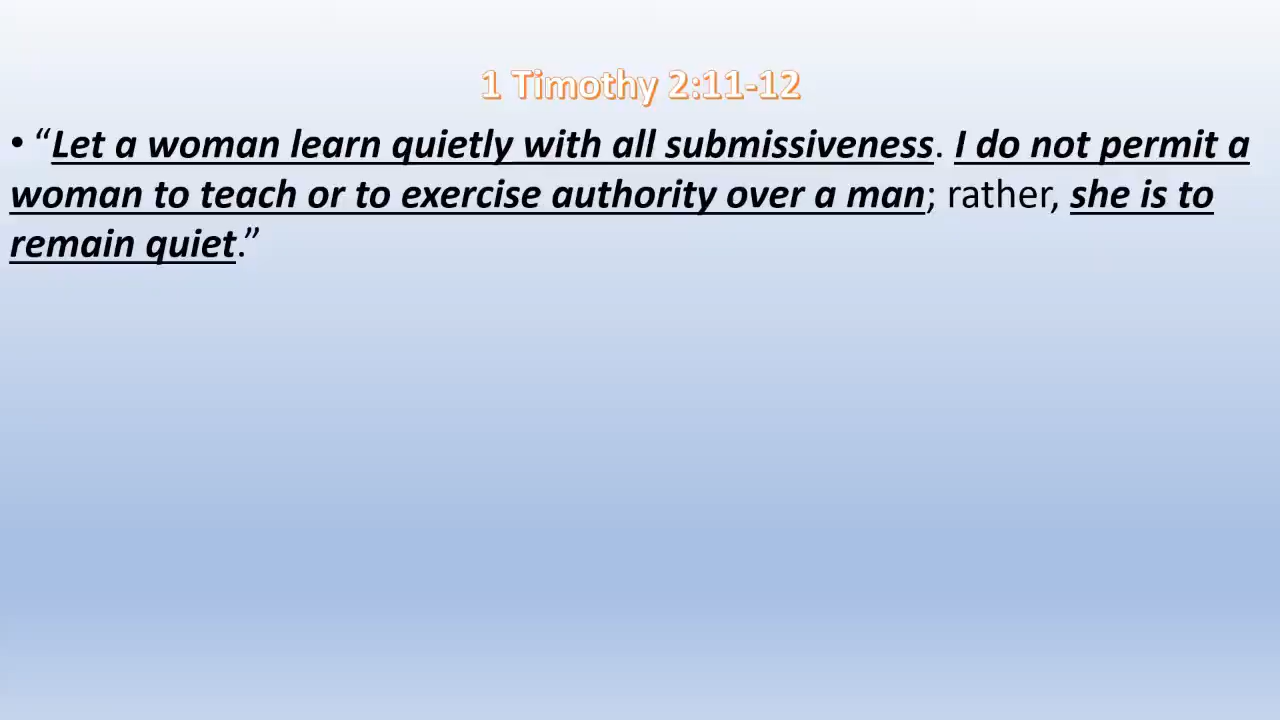 1 Timothy 2:11-12
• “Let a woman learn quietly with all submissiveness. I do not permit a
woman to teach or to exercise authority over a man; rather, she is to
remain quiet.”